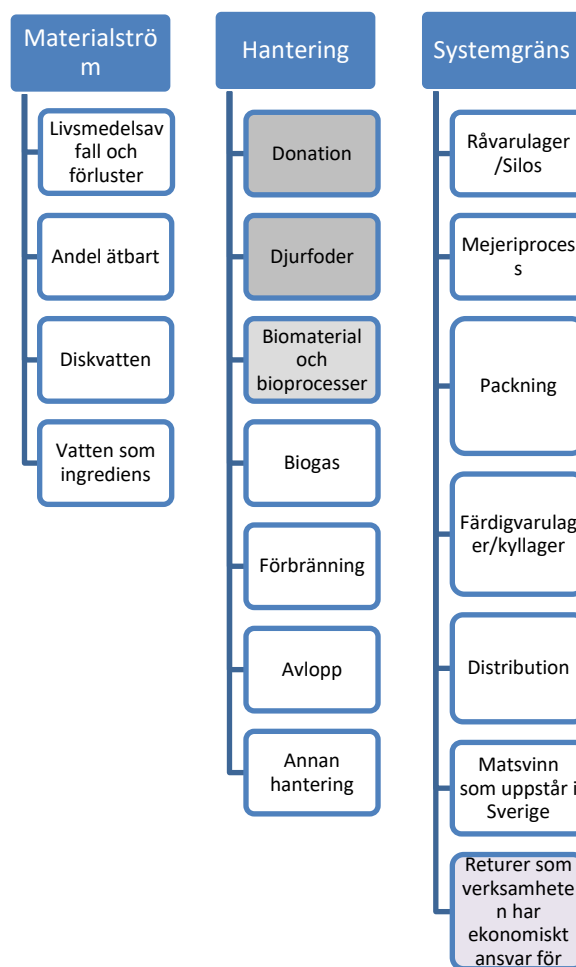 Materialströ
m
Livsmedelsav
fall och
förluster
Andel ätbart
Diskvatten
Vatten som
ingrediens
Hantering
Donation
Djurfoder
Biomaterial
och
bioprocesser
Biogas
Förbränning
Avlopp
Annan
hantering
Systemgräns
Råvarulager
/Silos
Mejeriproces
s
Packning
Färdigvarulag
er/kyllager
Distribution
Matsvinn
som uppstår i
Sverige
Returer som
verksamhete
n har
ekonomiskt
ansvar för